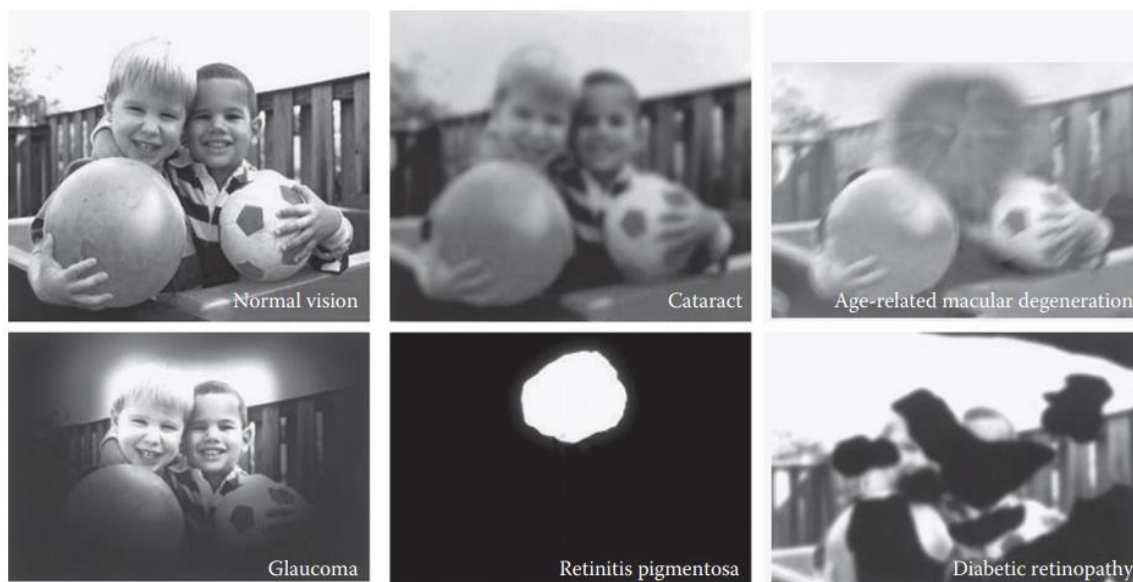 Normal vision
Cataract
Age-related macular degeneration
Glaucoma
Retinitis pigmentosa
Diabetic retinopathy